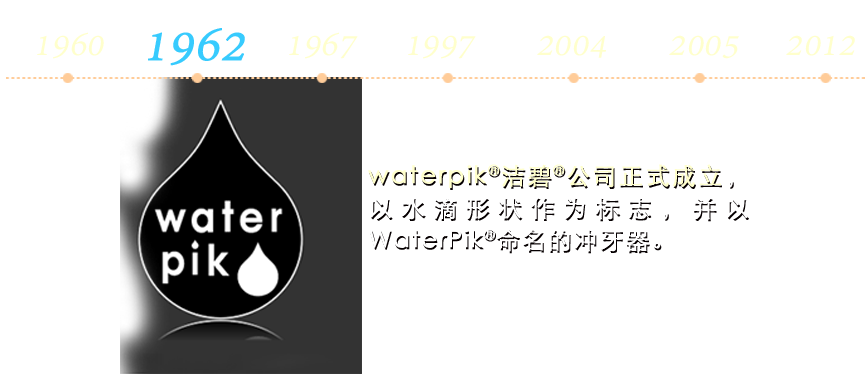 1960 1962 1967 1997 2004 2005 2012
water
pik
waterpik®洁碧®公司正式成立，
以水滴形状作为标志，并以
WaterPik®命名的冲牙器。